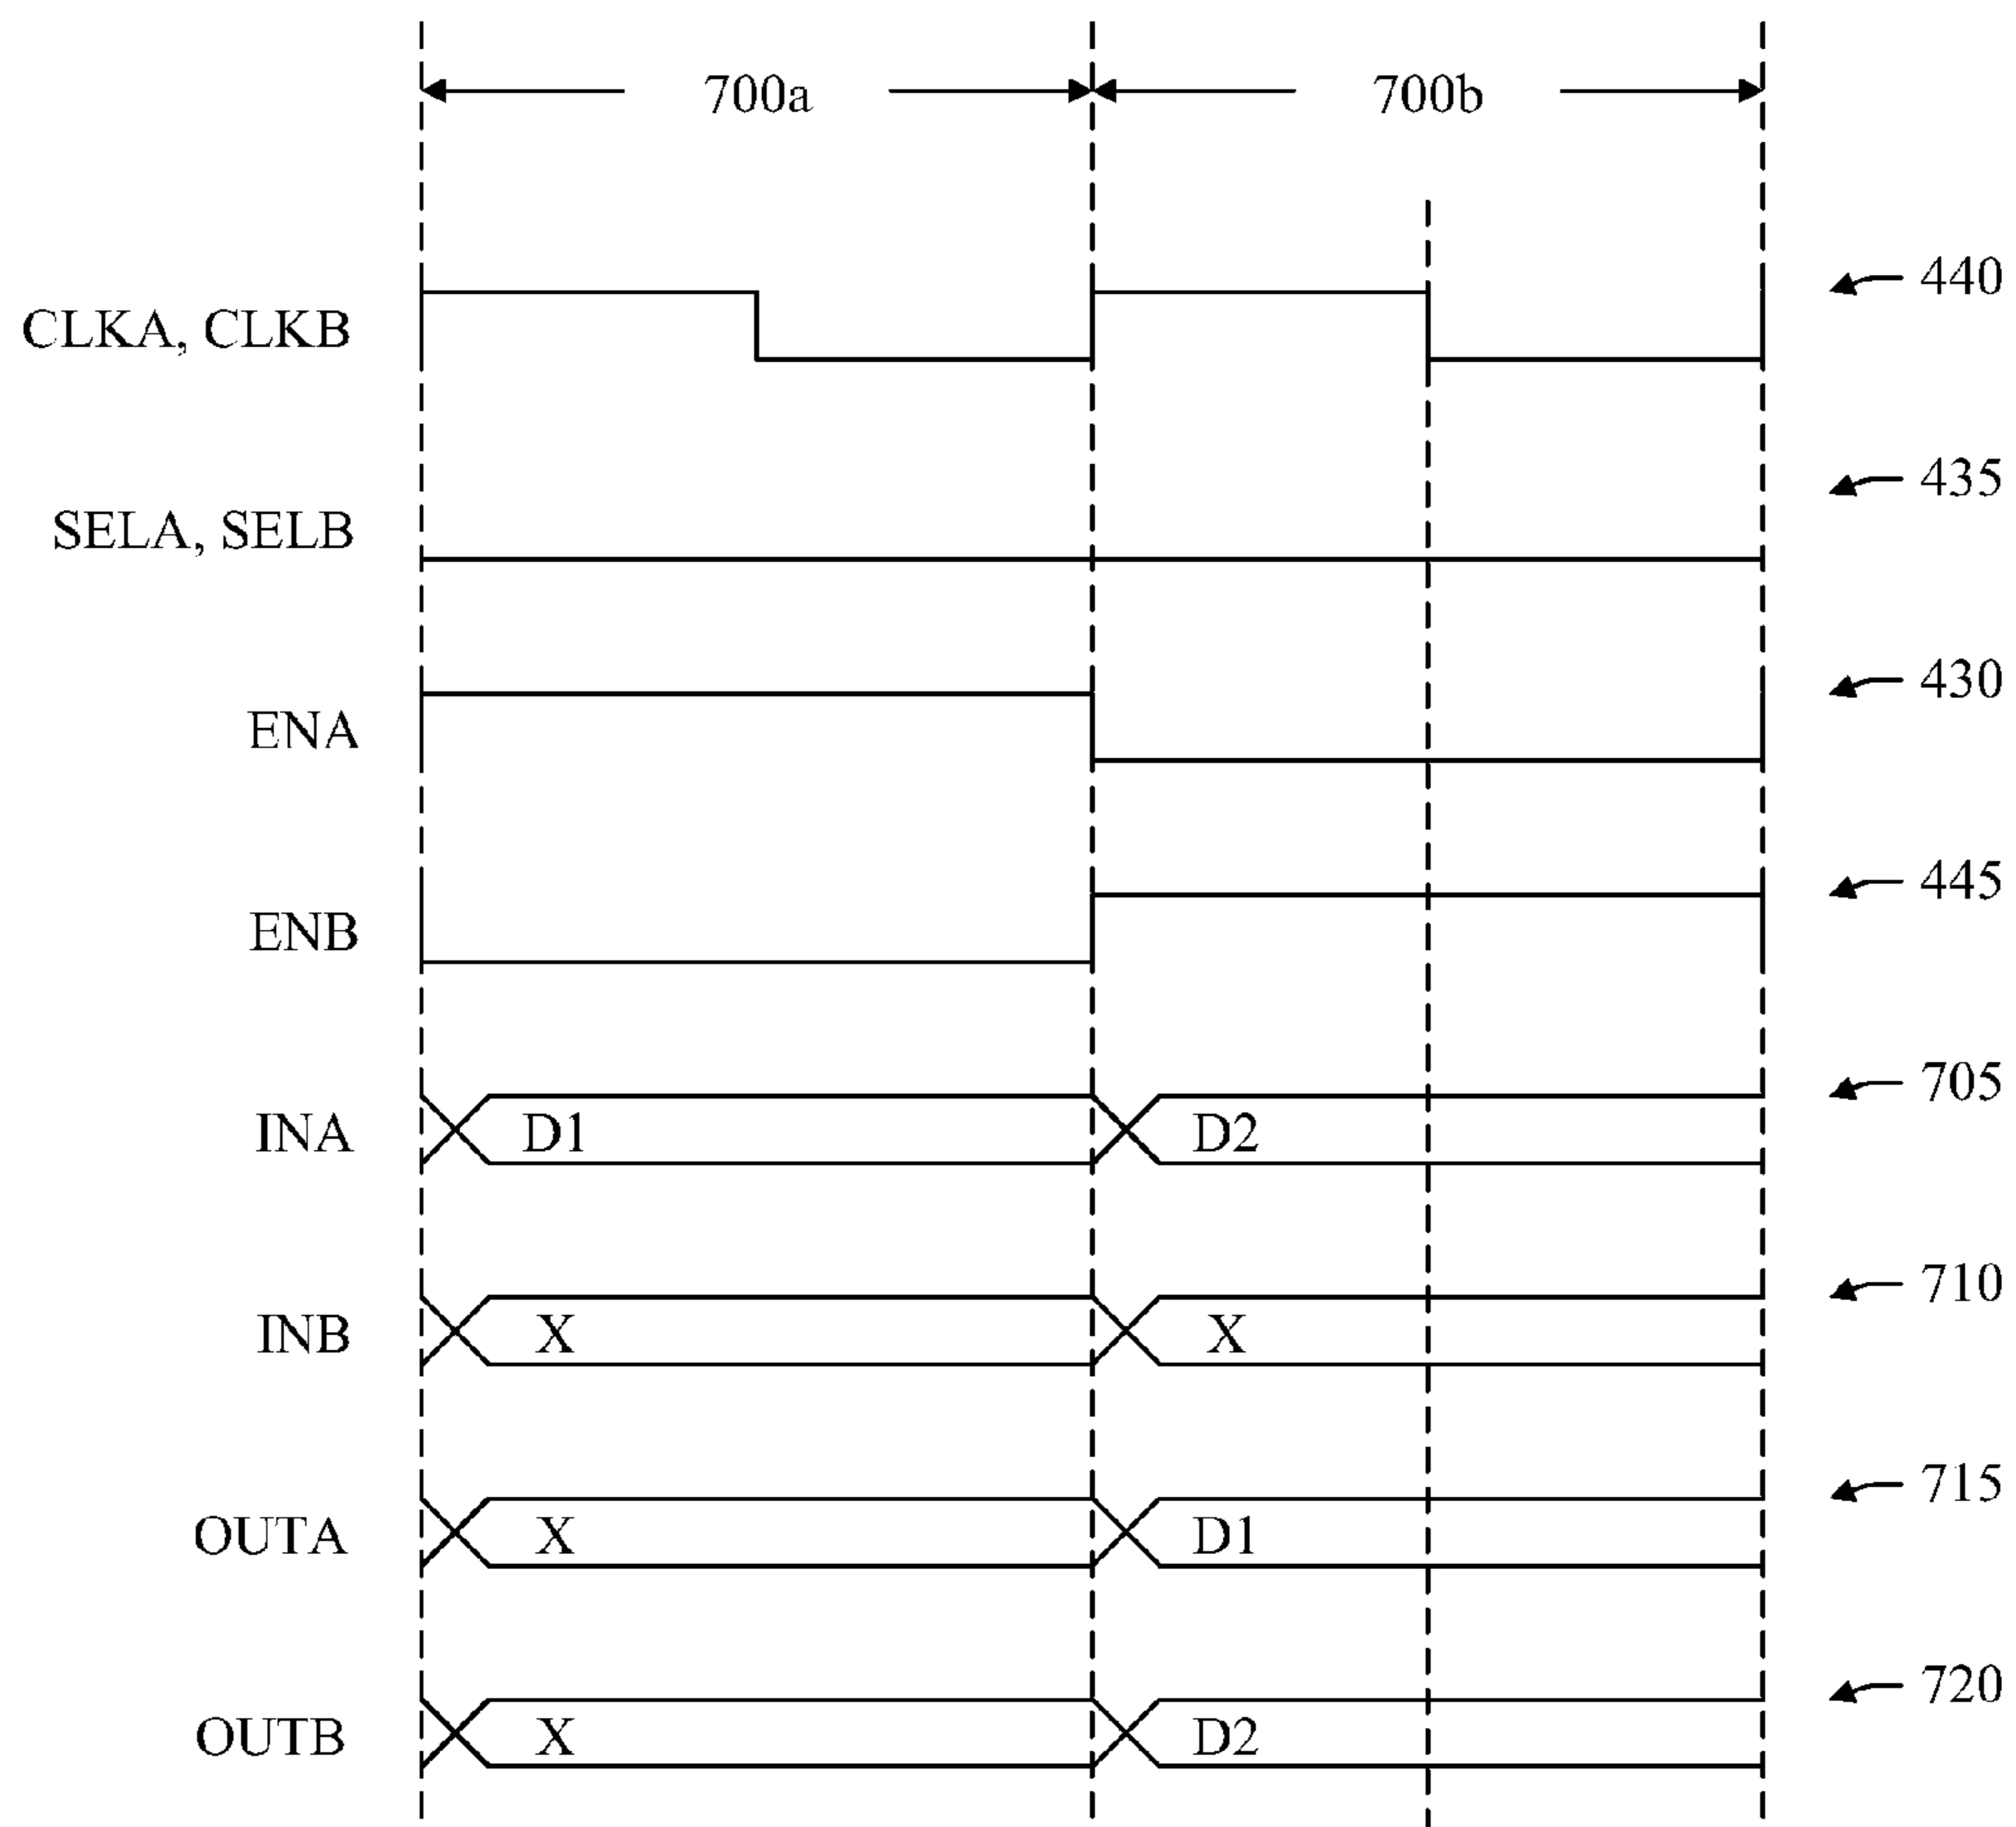 700a 700b
CLKA, CLKB 440
SELA, SELB 435
ENA 430
ENB 445
INA D1 D2 705
INB X X 710
OUTA X D1 715
OUTB X D2 720